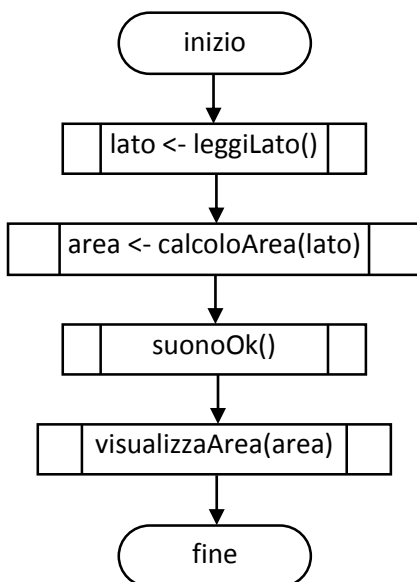 inizio
lato <- leggiLato()
area <- calcoloArea(lato)
suonoOk()
visualizzaArea(area)
fine